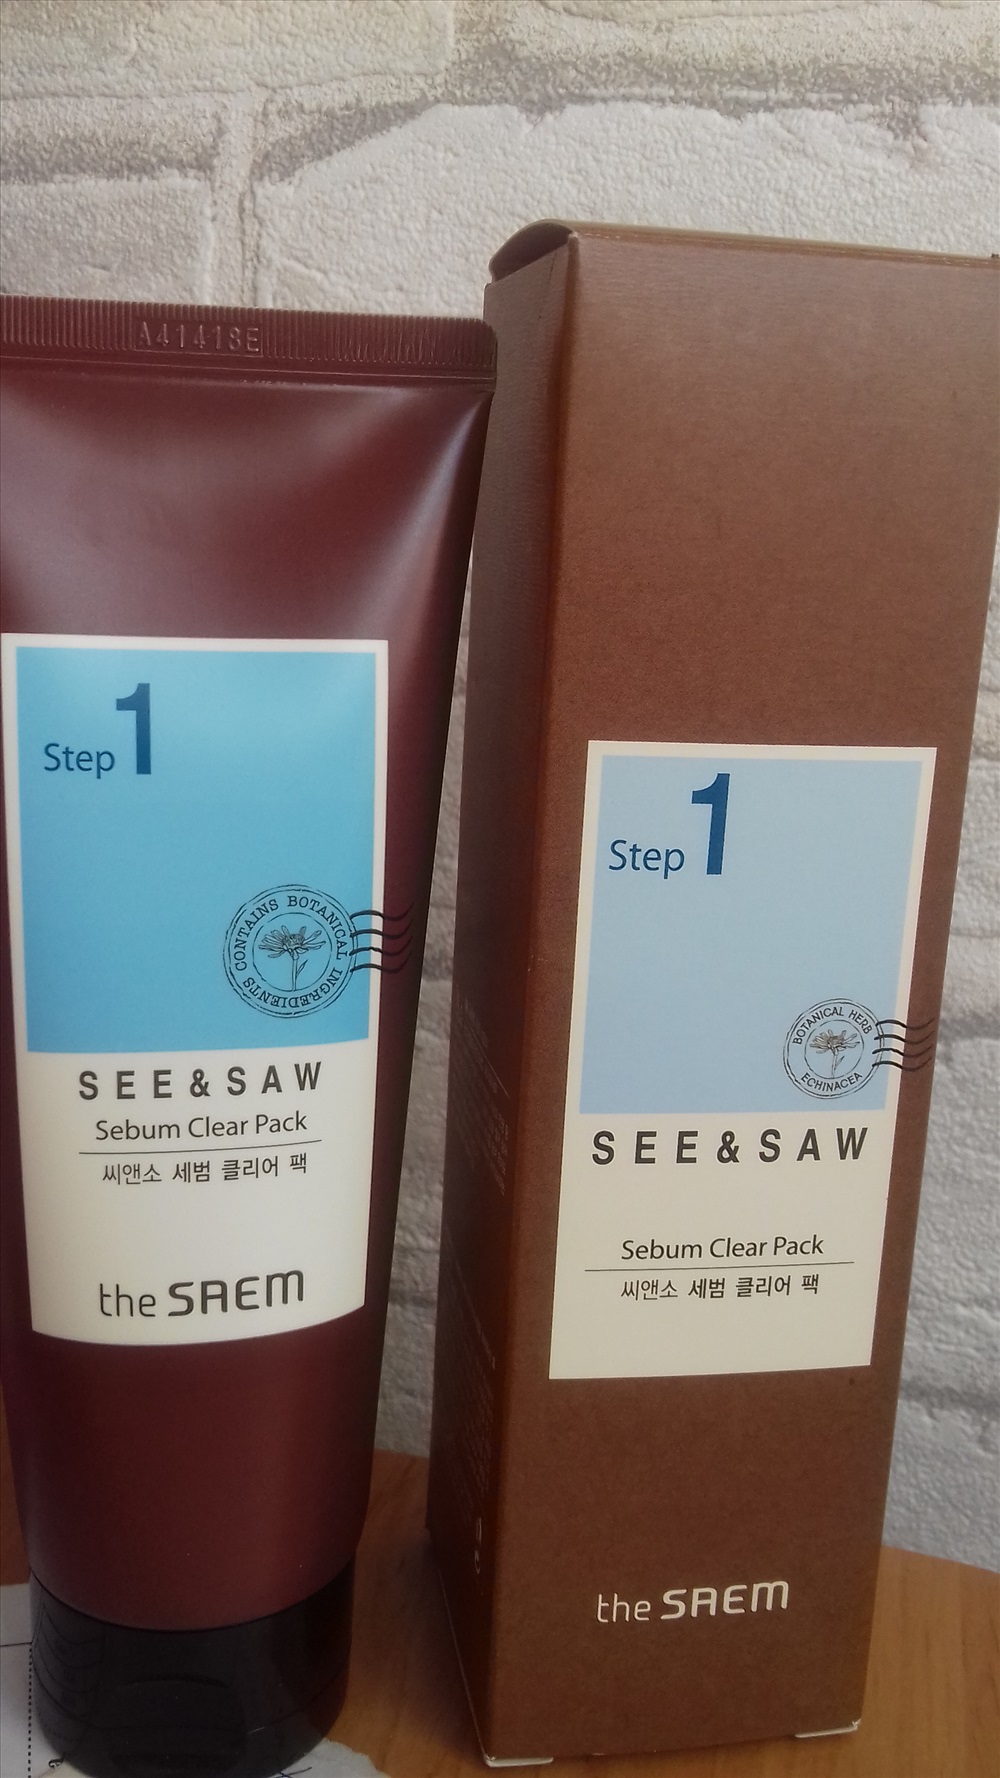 A41418E
Step 1
CONTAINS BOTANICAL INGREDIENTS
SEE & SAW
Sebum Clear Pack
씨앤소 세범 클리어 팩
the SAEM
Step 1
BOTANICAL HERB
ECHINACEA
SEE & SAW
Sebum Clear Pack
씨앤소 세범 클리어 팩
the SAEM